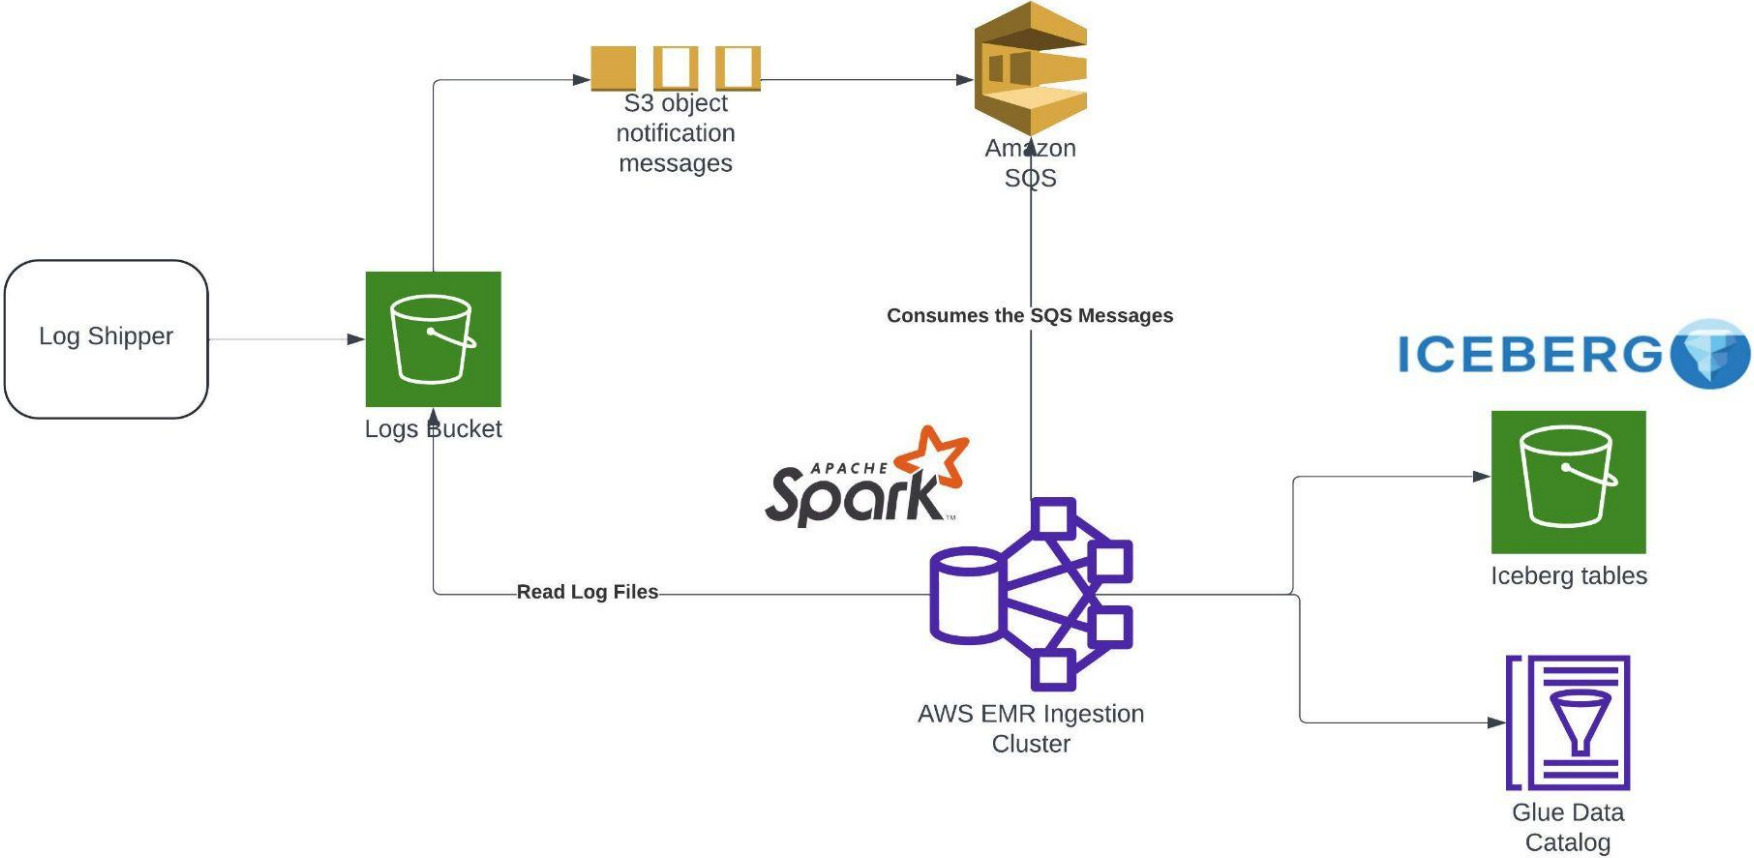 S3 object
notification
messages
Amazon
SQS
Log Shipper
Logs Bucket
Consumes the SQS Messages
ICEBERG
APACHE
Spark™
Read Log Files
Iceberg tables
AWS EMR Ingestion
Cluster
Glue Data
Catalog